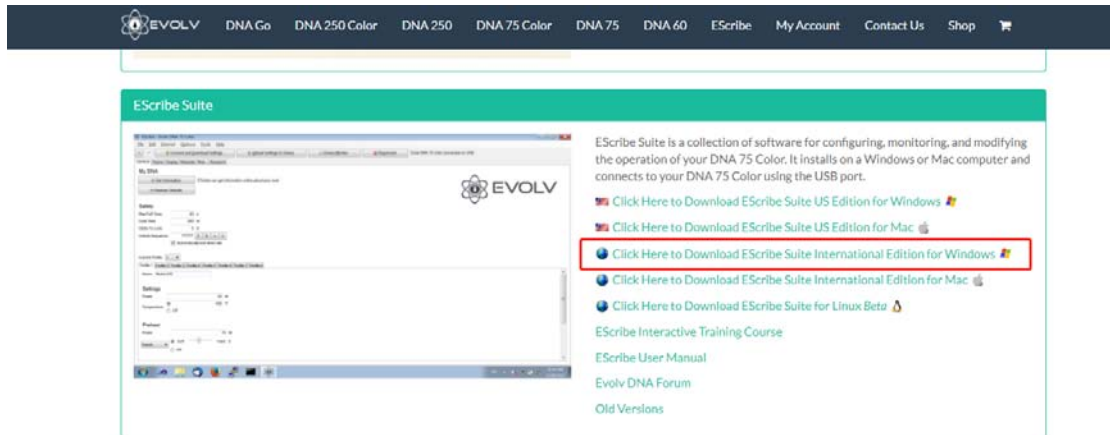 EVOLV DNA Go DNA 250 Color DNA 250 DNA 75 Color DNA 75 DNA 60 EScribe My Account Contact Us Shop
EScribe Suite
My DNA
EVOLV
Safety
Settings
Preheat
EScribe Suite is a collection of software for configuring, monitoring, and modifying
the operation of your DNA 75 Color. It installs on a Windows or Mac computer and
connects to your DNA 75 Color using the USB port.
Click Here to Download EScribe Suite US Edition for Windows
Click Here to Download EScribe Suite US Edition for Mac
Click Here to Download EScribe Suite International Edition for Windows
Click Here to Download EScribe Suite International Edition for Mac
Click Here to Download EScribe Suite for Linux Beta
EScribe Interactive Training Course
EScribe User Manual
Evolv DNA Forum
Old Versions